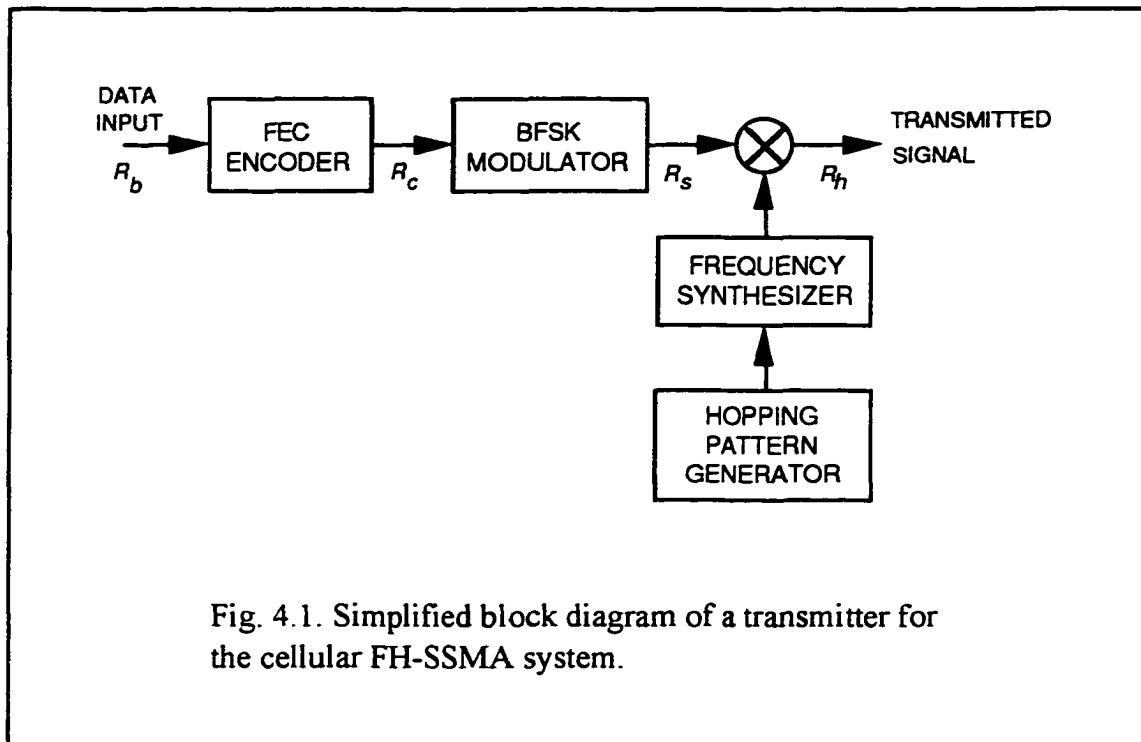 DATA
INPUT
R_b
FEC
ENCODER
R_c
BFSK
MODULATOR
R_s
R_h
TRANSMITTED
SIGNAL
FREQUENCY
SYNTHESIZER
HOPPING
PATTERN
GENERATOR
Fig. 4.1. Simplified block diagram of a transmitter for
the cellular FH-SSMA system.